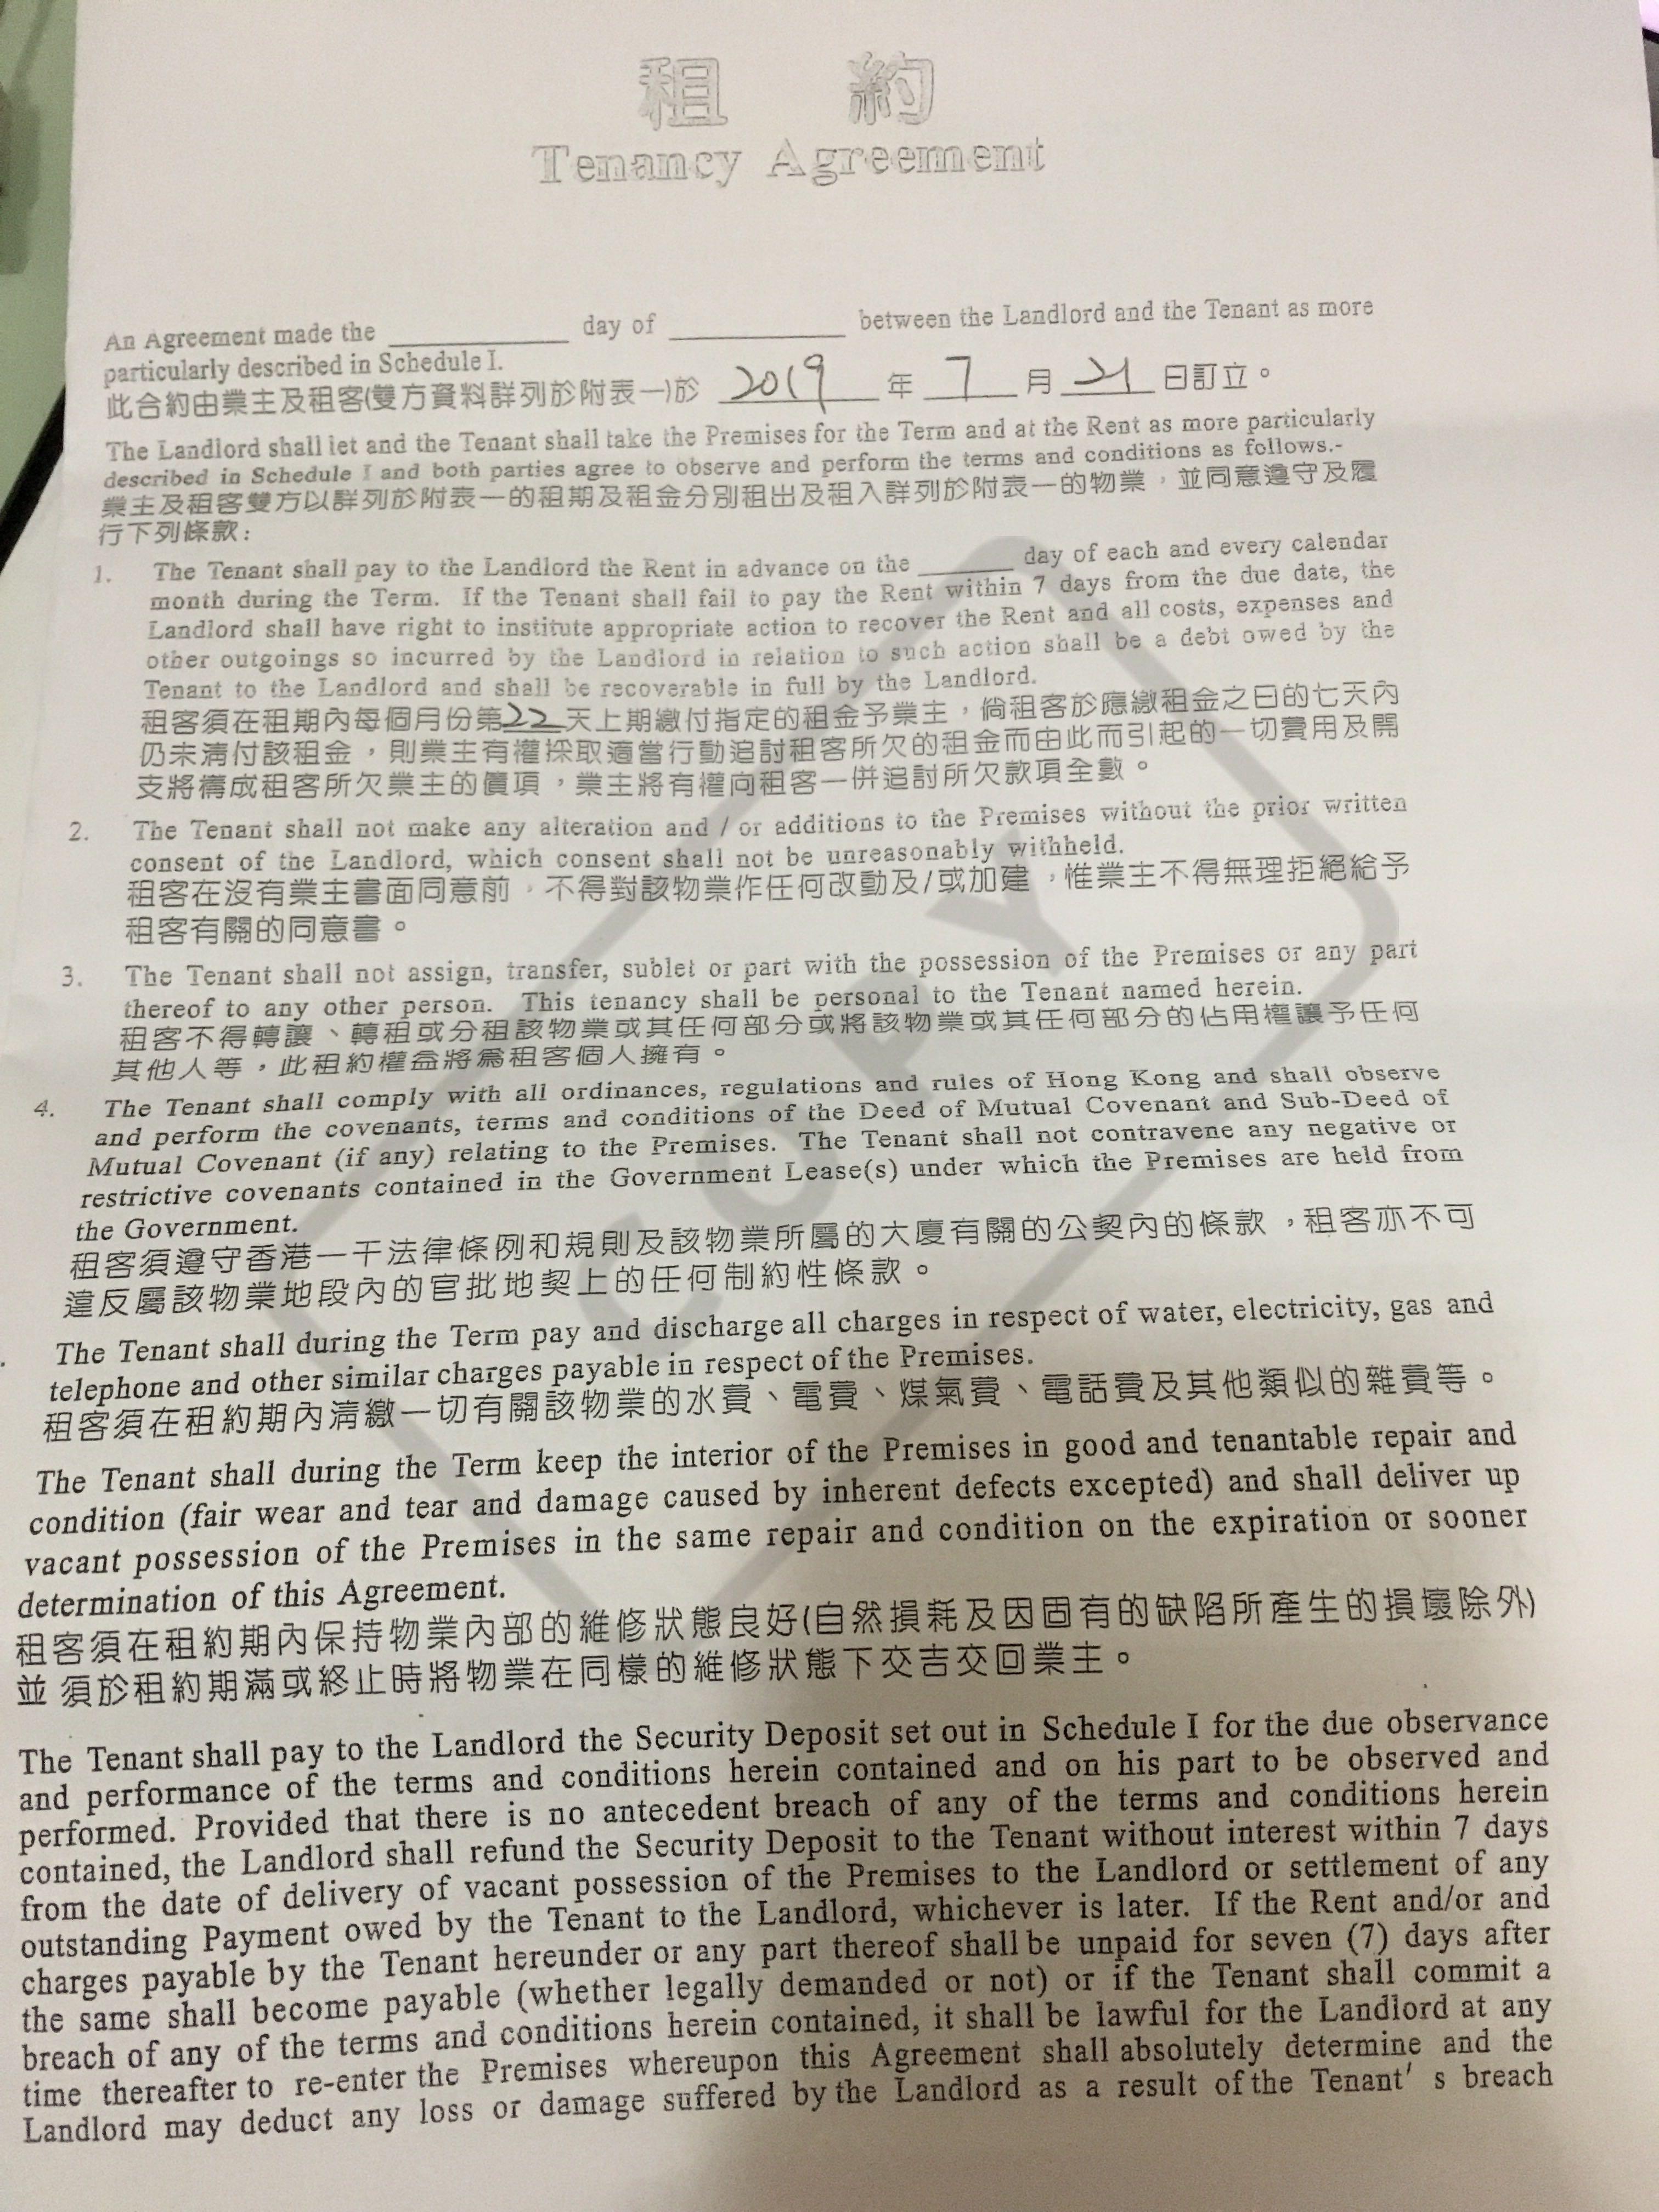 租 約
Tenancy Agreement
An Agreement made the ________ day of ________ between the Landlord and the Tenant as more
particularly described in Schedule I.
此合約由業主及租客(雙方資料詳列於附表一)於 2019 年 7 月 21 日訂立。
The Landlord shall let and the Tenant shall take the Premises for the Term and at the Rent as more particularly
described in Schedule I and both parties agree to observe and perform the terms and conditions as follows.-
業主及租客雙方以詳列於附表一的租期及租金分別租出及租入詳列於附表一的物業，並同意遵守及履
行下列條款：
1. The Tenant shall pay to the Landlord the Rent in advance on the ______ day of each and every calendar
month during the Term. If the Tenant shall fail to pay the Rent within 7 days from the due date, the
Landlord shall have right to institute appropriate action to recover the Rent and all costs, expenses and
other outgoings so incurred by the Landlord in relation to such action shall be a debt owed by the
Tenant to the Landlord and shall be recoverable in full by the Landlord.
租客須在租期內每個月份第22天上期繳付指定的租金予業主，倘租客於應繳租金之日的七天內
仍未清付該租金，則業主有權採取適當行動追討租客所欠的租金而由此而引起的一切費用及開
支將構成租客所欠業主的債項，業主將有權向租客一併追討所欠款項全數。
2. The Tenant shall not make any alteration and / or additions to the Premises without the prior written
consent of the Landlord, which consent shall not be unreasonably withheld.
租客在沒有業主書面同意前，不得對該物業作任何改動及/或加建，惟業主不得無理拒絕給予
租客有關的同意書。
3. The Tenant shall not assign, transfer, sublet or part with the possession of the Premises or any part
thereof to any other person. This tenancy shall be personal to the Tenant named herein.
租客不得轉讓、轉租或分租該物業或其任何部分或將該物業或其任何部分的佔用權讓予任何
其他人等，此租約權益將為租客個人擁有。
4. The Tenant shall comply with all ordinances, regulations and rules of Hong Kong and shall observe
and perform the covenants, terms and conditions of the Deed of Mutual Covenant and Sub-Deed of
Mutual Covenant (if any) relating to the Premises. The Tenant shall not contravene any negative or
restrictive covenants contained in the Government Lease(s) under which the Premises are held from
the Government.
租客須遵守香港一干法律條例和規則及該物業所屬的大廈有關的公契內的條款，租客亦不可
違反屬該物業地段內的官批地契上的任何制約性條款。
The Tenant shall during the Term pay and discharge all charges in respect of water, electricity, gas and
telephone and other similar charges payable in respect of the Premises.
租客須在租約期內清繳一切有關該物業的水費、電費、煤氣費、電話費及其他類似的雜費等。
The Tenant shall during the Term keep the interior of the Premises in good and tenantable repair and
condition (fair wear and tear and damage caused by inherent defects excepted) and shall deliver up
vacant possession of the Premises in the same repair and condition on the expiration or sooner
determination of this Agreement.
租客須在租約期內保持物業內部的維修狀態良好(自然損耗及因固有的缺陷所產生的損壞除外)
並 須於租約期滿或終止時將物業在同樣的維修狀態下交吉交回業主。
The Tenant shall pay to the Landlord the Security Deposit set out in Schedule I for the due observance
and performance of the terms and conditions herein contained and on his part to be observed and
performed. Provided that there is no antecedent breach of any of the terms and conditions herein
contained, the Landlord shall refund the Security Deposit to the Tenant without interest within 7 days
from the date of delivery of vacant possession of the Premises to the Landlord or settlement of any
outstanding Payment owed by the Tenant to the Landlord, whichever is later. If the Rent and/or and
charges payable by the Tenant hereunder or any part thereof shall be unpaid for seven (7) days after
the same shall become payable (whether legally demanded or not) or if the Tenant shall commit a
breach of any of the terms and conditions herein contained, it shall be lawful for the Landlord at any
time thereafter to re-enter the Premises whereupon this Agreement shall absolutely determine and the
Landlord may deduct any loss or damage suffered by the Landlord as a result of the Tenant' s breach
COPY